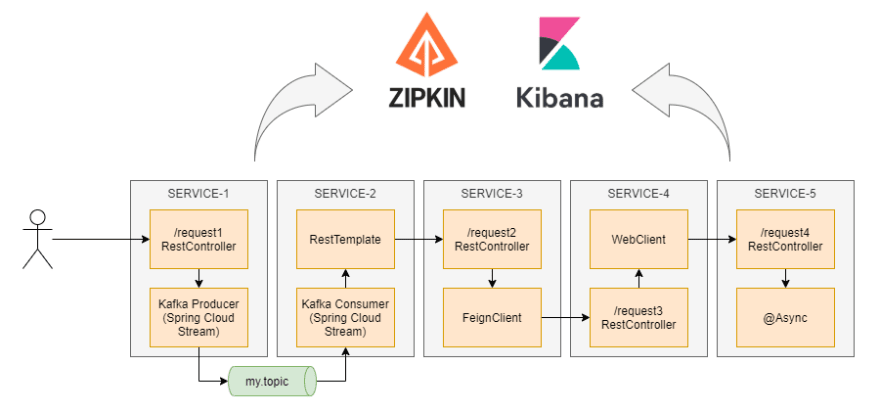 ZIPKIN
Kibana
SERVICE-1
/request1
RestController
Kafka Producer
(Spring Cloud
Stream)
my.topic
SERVICE-2
RestTemplate
Kafka Consumer
(Spring Cloud
Stream)
SERVICE-3
/request2
RestController
FeignClient
SERVICE-4
WebClient
/request3
RestController
SERVICE-5
/request4
RestController
@Async